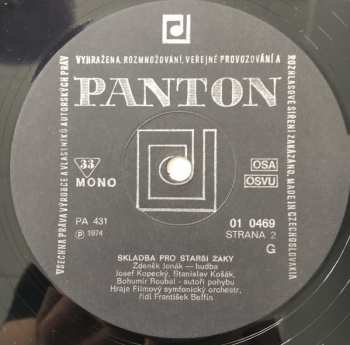 VŠECHNA PRÁVA VÝROBCE A VLASTNÍKŮ AUTORSKÝCH PRÁV
VYHRAŽENA, ROZMNOŽOVÁNÍ, VEŘEJNÉ PROVOZOVÁNÍ A
ROZHLASOVÉ ŠÍŘENÍ ZAKÁZÁNO. MADE IN CZECHOSLOVAKIA
PANTON
33
MONO
OSA
OSVU
PA 431
℗ 1974
01 0469
STRANA 2
G
SKLADBA PRO STARŠÍ ŽÁKY
Zdeněk Jonák — hudba
Josef Kopecký, Stanislav Košák,
Bohumír Roubal - autoři pohybu
Hraje Filmový symfonický orchestr,
řídí František Belfín